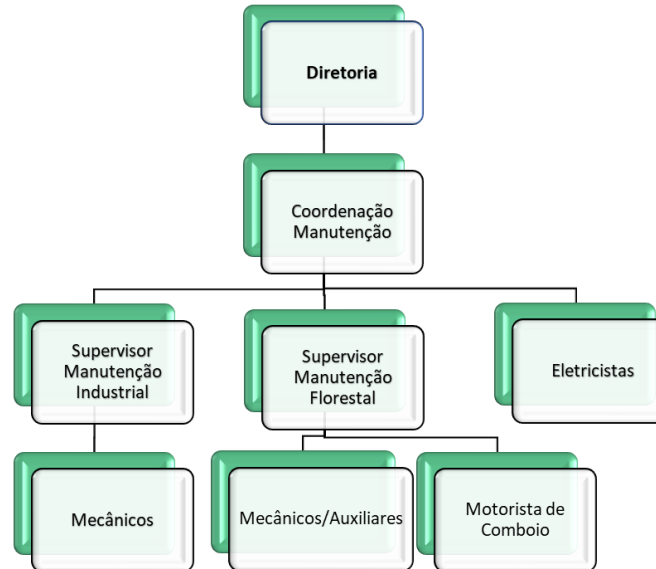 Diretoria
Coordenação
Manutenção
Supervisor
Manutenção
Industrial
Supervisor
Manutenção
Florestal
Eletricistas
Mecânicos
Mecânicos/Auxiliares
Motorista de
Comboio